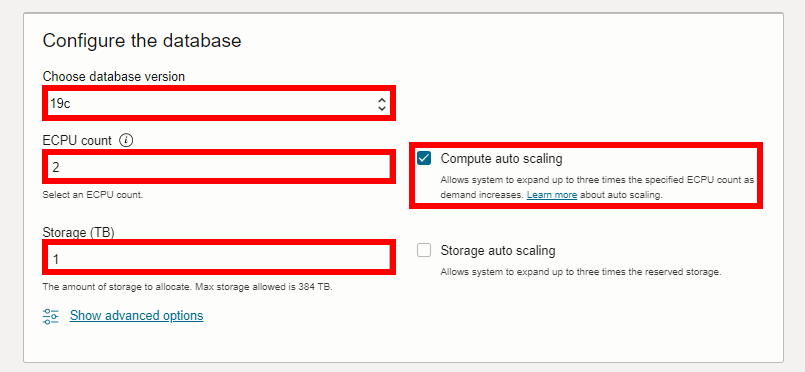 Configure the database
Choose database version
19c
ECPU count
2
Select an ECPU count.
Compute auto scaling
Allows system to expand up to three times the specified ECPU count as
demand increases. Learn more about auto scaling.
Storage (TB)
1
The amount of storage to allocate. Max storage allowed is 384 TB.
Storage auto scaling
Allows system to expand up to three times the reserved storage.
Show advanced options